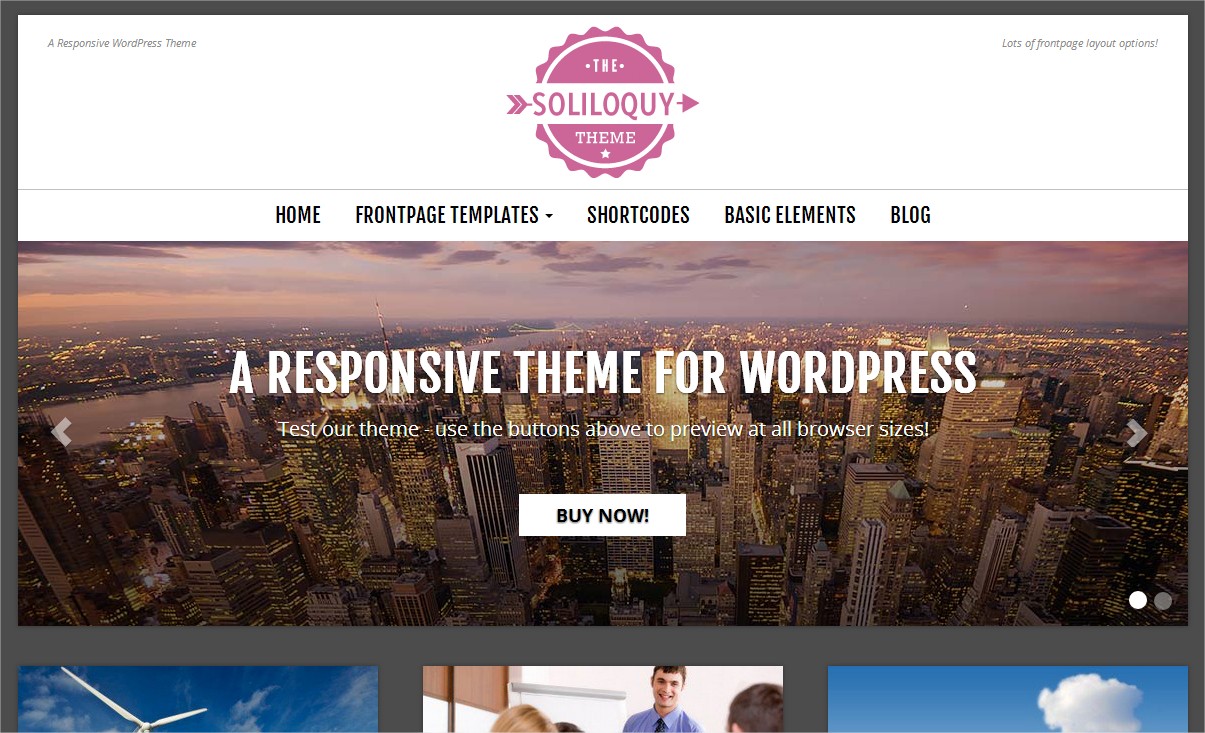 A Responsive WordPress Theme
Lots of frontpage layout options!
• THE •
SOLILOQUY
THEME
HOME FRONTPAGE TEMPLATES SHORTCODES BASIC ELEMENTS BLOG
A RESPONSIVE THEME FOR WORDPRESS
Test our theme - use the buttons above to preview at all browser sizes!
BUY NOW!